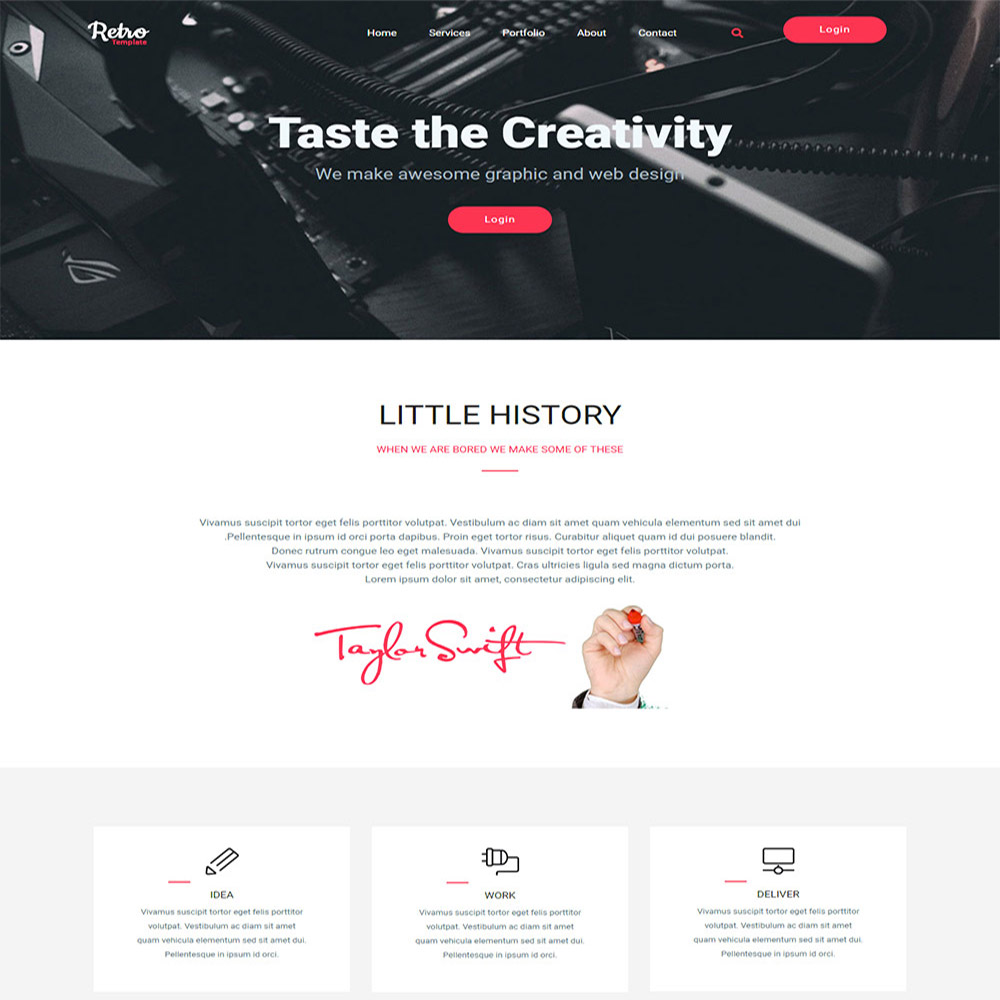 Retro
Template
Home
Services
Portfolio
About
Contact
Login
Taste the Creativity
We make awesome graphic and web design
Login
LITTLE HISTORY
WHEN WE ARE BORED WE MAKE SOME OF THESE
Vivamus suscipit tortor eget felis porttitor volutpat. Vestibulum ac diam sit amet quam vehicula elementum sed sit amet dui
.Pellentesque in ipsum id orci porta dapibus. Proin eget tortor risus. Curabitur aliquet quam id dui posuere blandit.
Donec rutrum congue leo eget malesuada. Vivamus suscipit tortor eget felis porttitor volutpat.
Vivamus suscipit tortor eget felis porttitor volutpat. Cras ultricies ligula sed magna dictum porta.
Lorem ipsum dolor sit amet, consectetur adipiscing elit.
Taylor Swift
IDEA
Vivamus suscipit tortor eget felis porttitor
volutpat. Vestibulum ac diam sit amet
quam vehicula elementum sed sit amet dui.
Pellentesque in ipsum id orci.
WORK
Vivamus suscipit tortor eget felis porttitor
volutpat. Vestibulum ac diam sit amet
quam vehicula elementum sed sit amet dui.
Pellentesque in ipsum id orci.
DELIVER
Vivamus suscipit tortor eget felis porttitor
volutpat. Vestibulum ac diam sit amet
quam vehicula elementum sed sit amet dui.
Pellentesque in ipsum id orci.